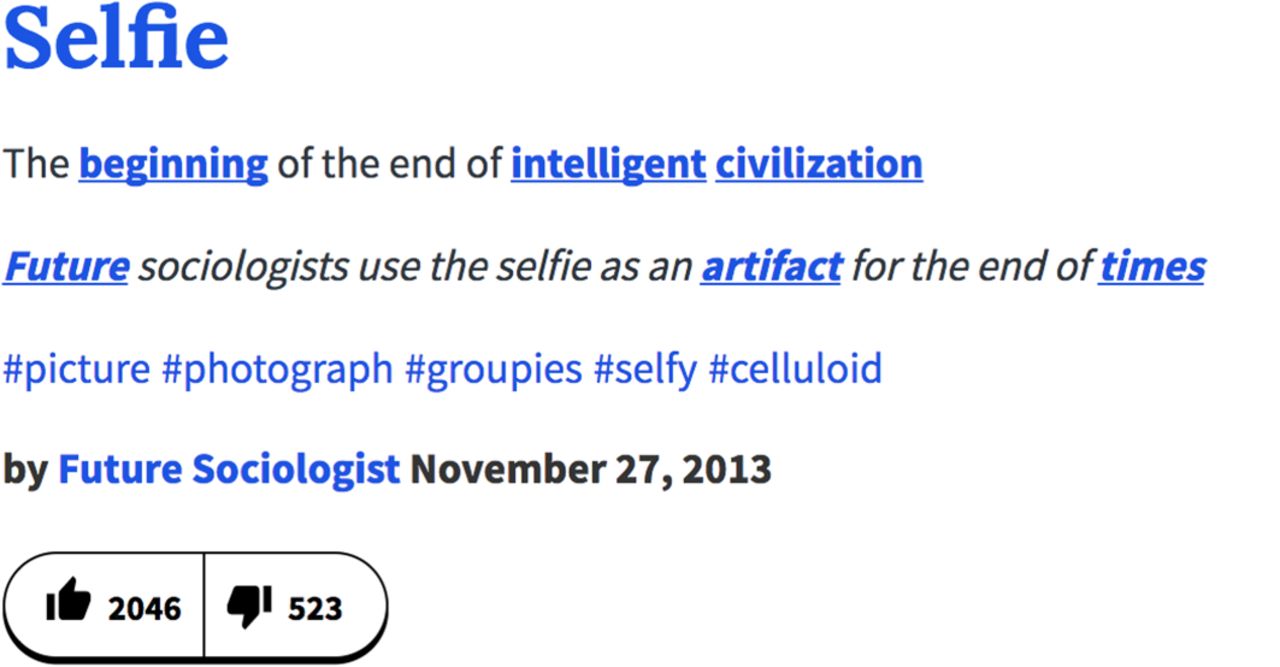 Selfie
The beginning of the end of intelligent civilization
Future sociologists use the selfie as an artifact for the end of times
#picture #photograph #groupies #selfy #celluloid
by Future Sociologist November 27, 2013
2046 523